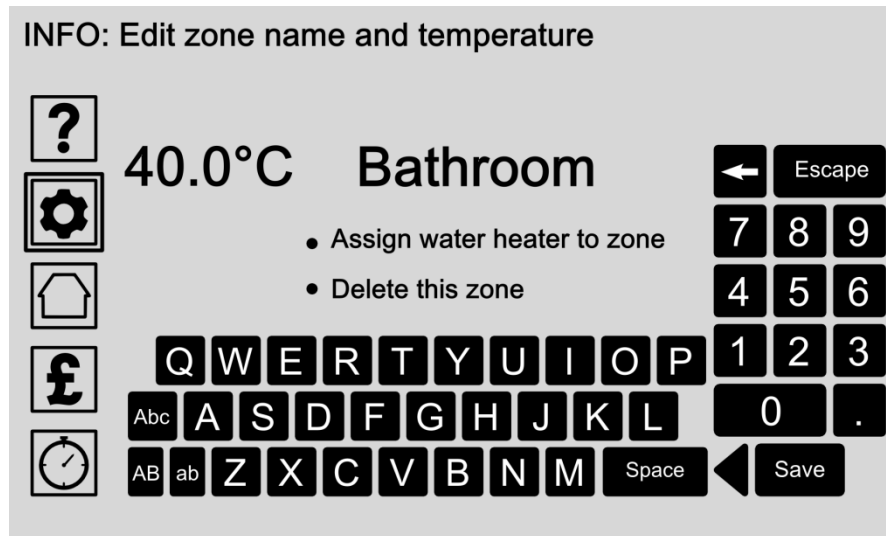 INFO: Edit zone name and temperature
?
40.0°C Bathroom
Escape
• Assign water heater to zone
7 8 9
• Delete this zone
4 5 6
£
Q W E R T Y U I O P
1 2 3
Abc A S D F G H J K L
0 .
AB ab Z X C V B N M Space
Save